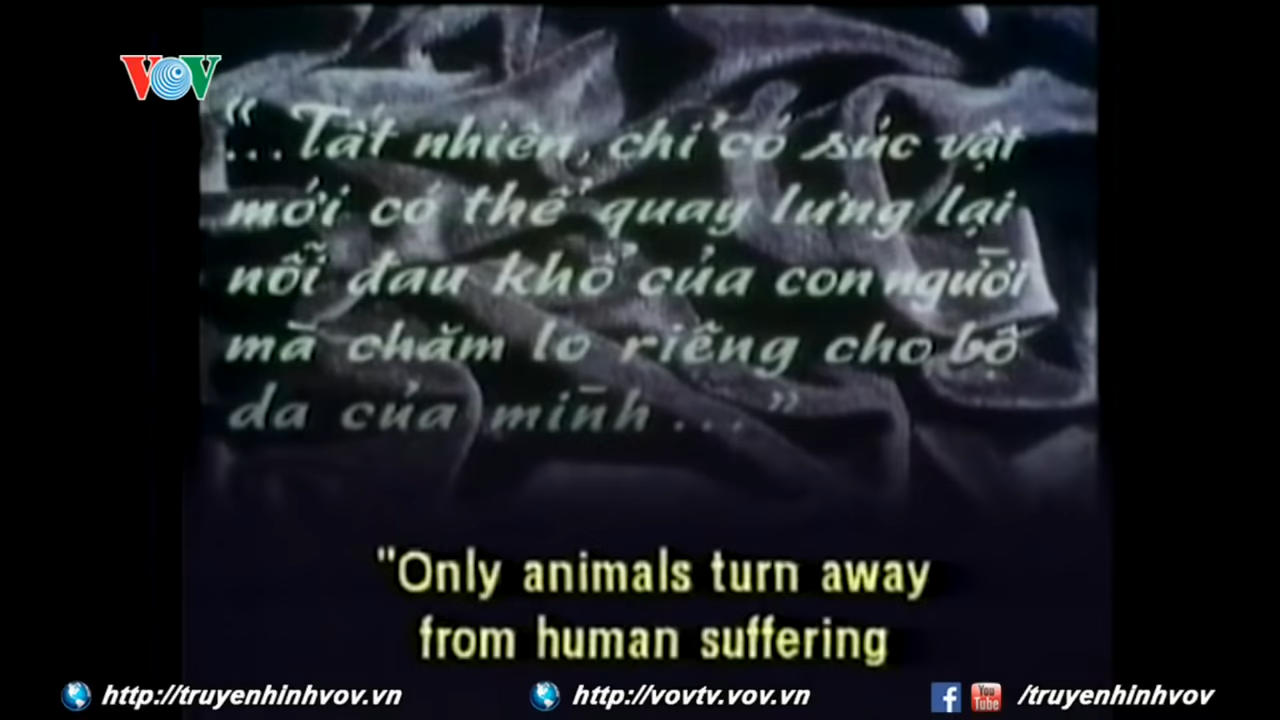 VOV
“...Tất nhiên, chỉ có súc vật
mới có thể quay lưng lại
nỗi đau khổ của con người
mà chăm lo riêng cho bộ
da của mình...”
"Only animals turn away
from human suffering
http://truyenhinhvov.vn http://vovtv.vov.vn /truyenhinhvov